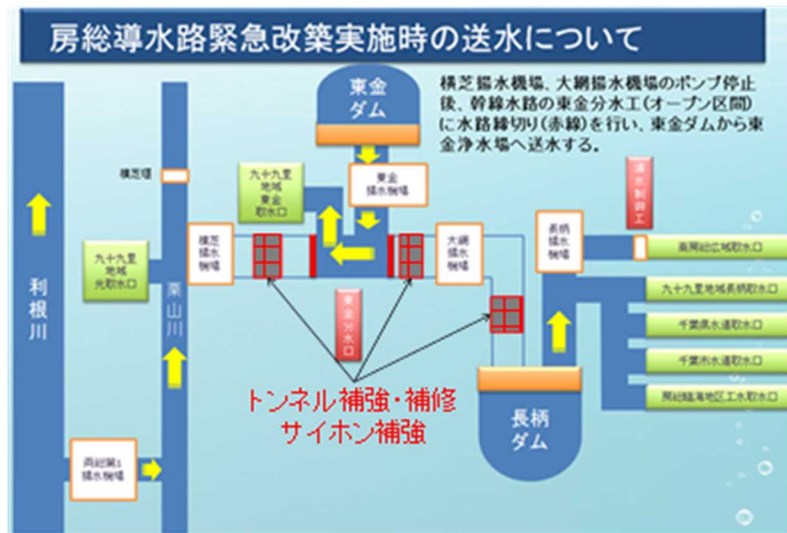 房総導水路緊急改築実施時の送水について
横芝揚水機場、大網揚水機場のポンプ停止
後、幹線水路の東金分水工(オープン区間)
に水路締切り(赤線)を行い、東金ダムから東
金浄水場へ送水する。
東金
ダム
横芝堰
九十九里
地域
東金
取水口
東金
揚水機場
九十九里
地域
光取水口
横芝
揚水
機場
大網
揚水
機場
長柄
揚水
機場
南房総広域取水口
九十九里地域長柄取水口
千葉県水道取水口
千葉市水道取水口
房総臨海地区工水取水口
利根川
栗山川
東金分水口
トンネル補強・補修
サイホン補強
長柄
ダム
両総第1
揚水機場